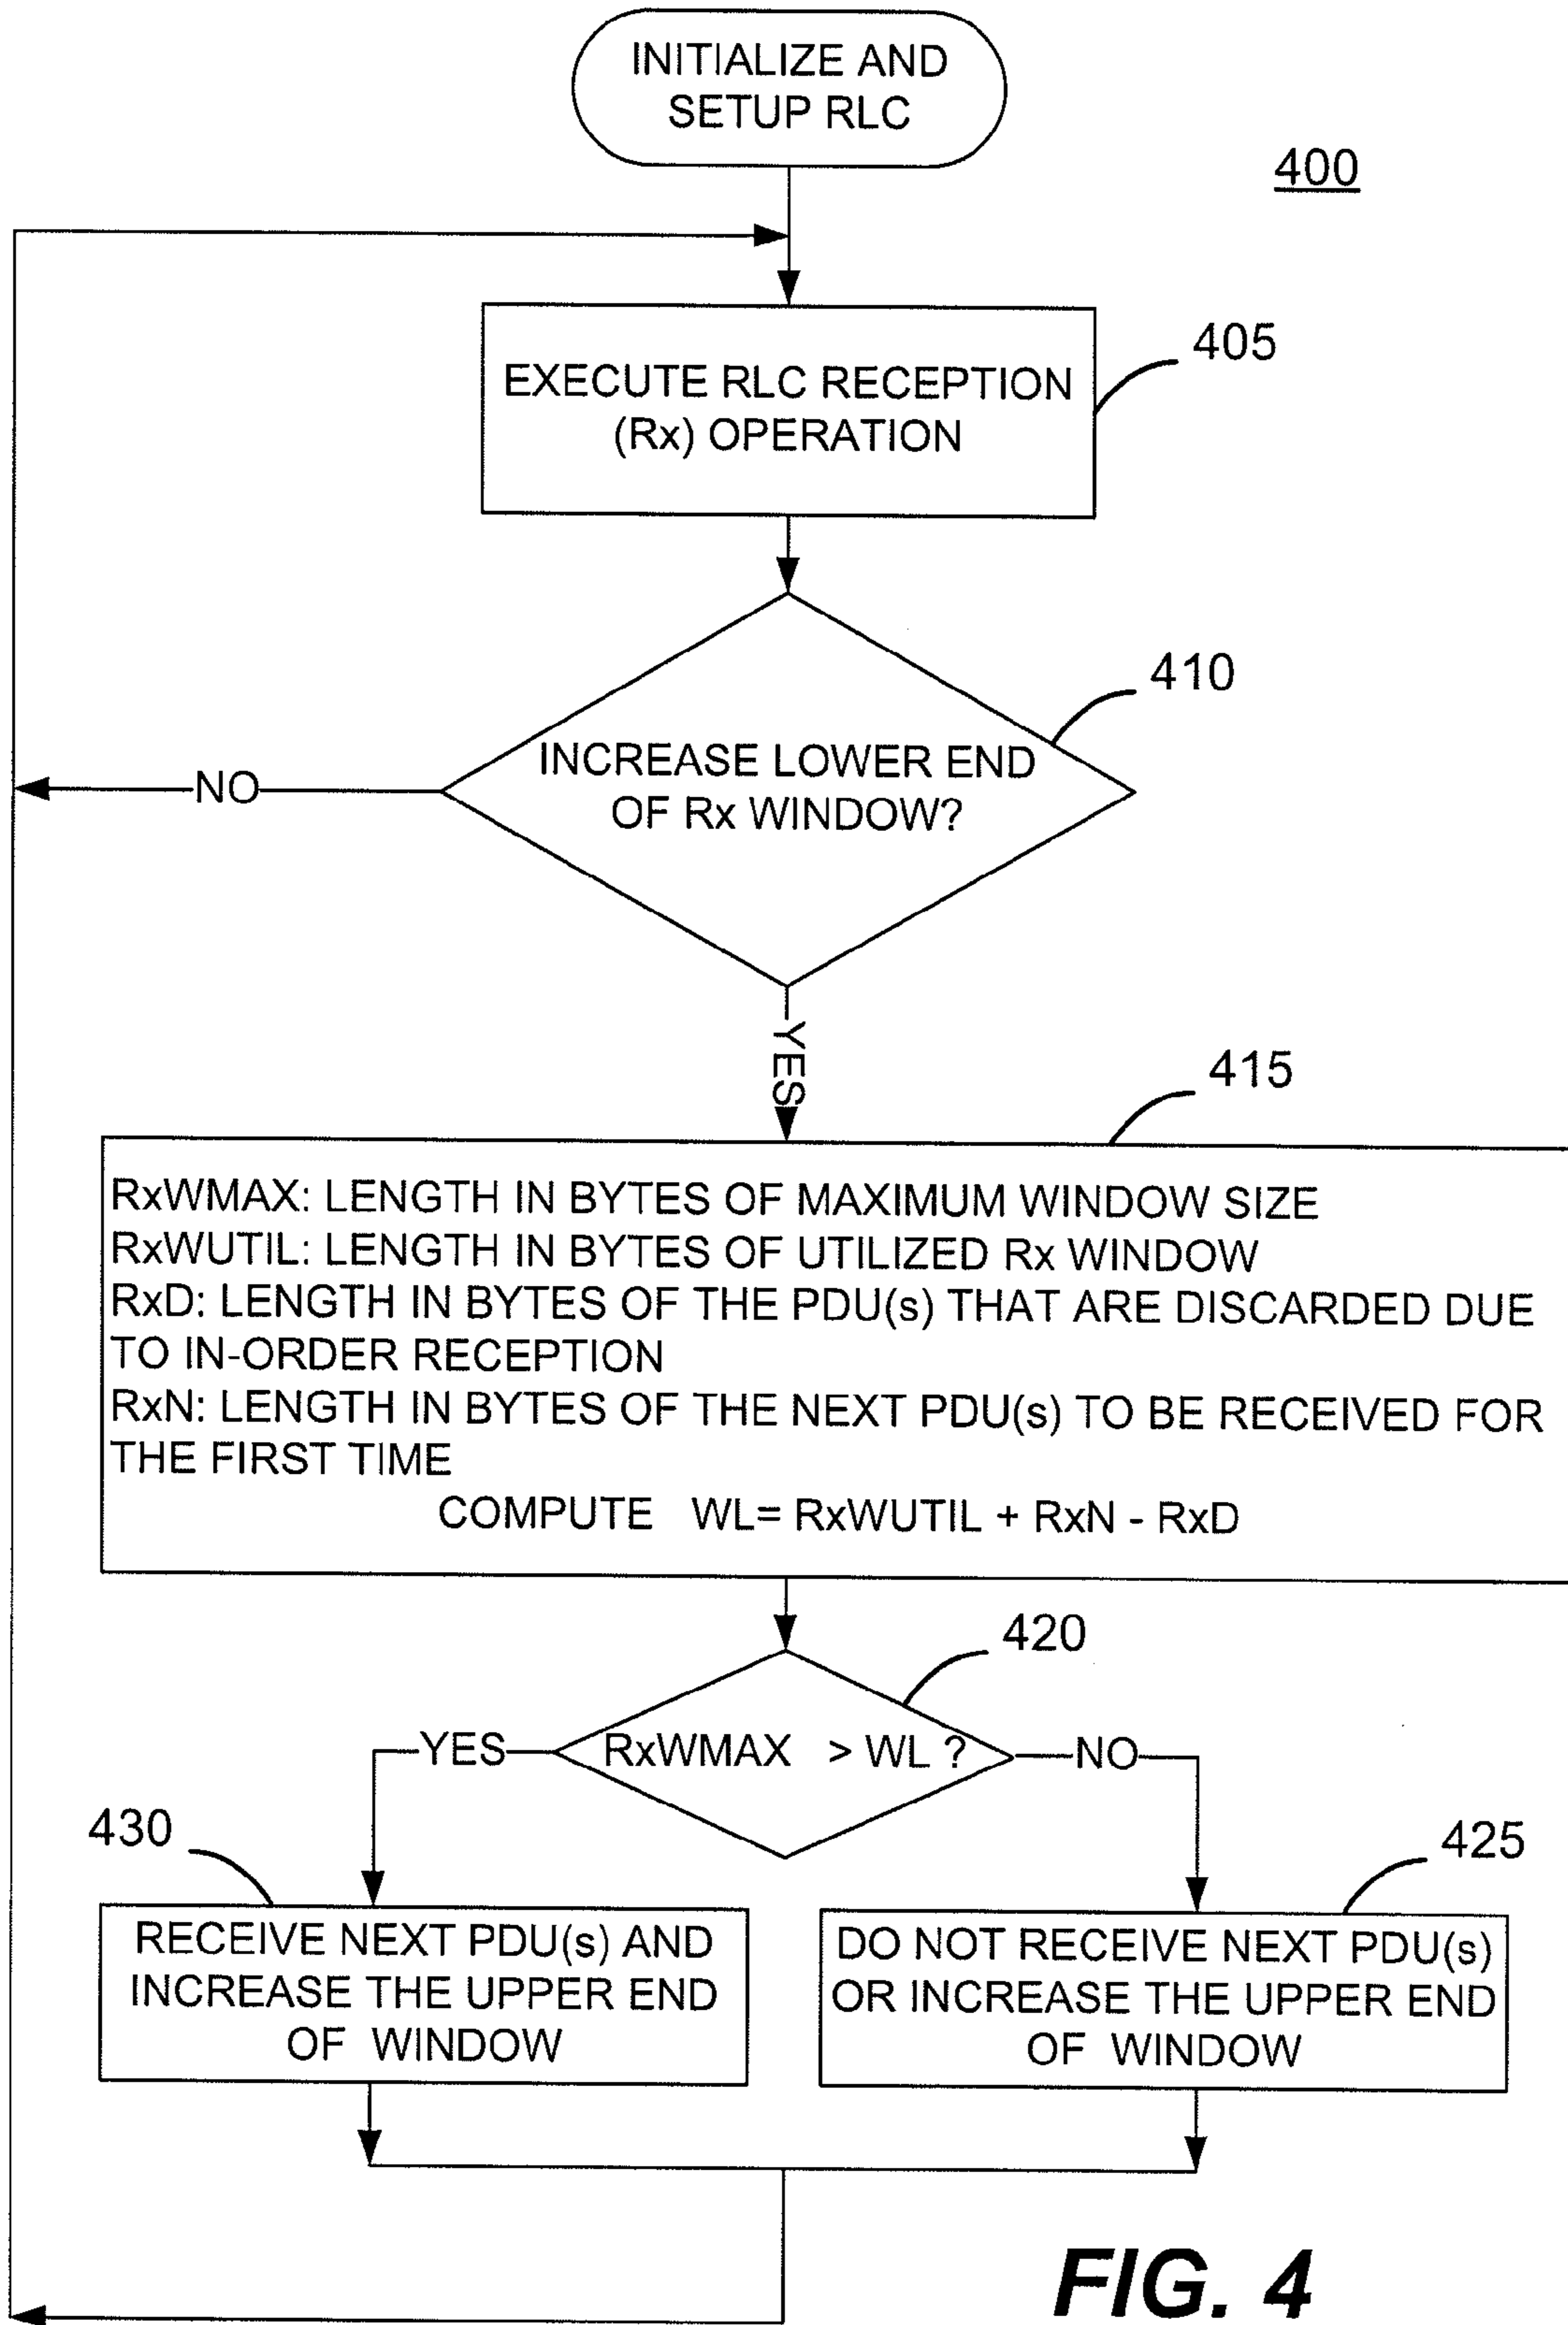 INITIALIZE AND
SETUP RLC
400
405
EXECUTE RLC RECEPTION
(Rx) OPERATION
410
INCREASE LOWER END
OF Rx WINDOW?
NO
YES
415
RxWMAX: LENGTH IN BYTES OF MAXIMUM WINDOW SIZE
RxWUTIL: LENGTH IN BYTES OF UTILIZED Rx WINDOW
RxD: LENGTH IN BYTES OF THE PDU(s) THAT ARE DISCARDED DUE
TO IN-ORDER RECEPTION
RxN: LENGTH IN BYTES OF THE NEXT PDU(s) TO BE RECEIVED FOR
THE FIRST TIME
COMPUTE WL= RxWUTIL + RxN - RxD
420
YES
RxWMAX > WL ?
NO
430
425
RECEIVE NEXT PDU(s) AND
INCREASE THE UPPER END
OF WINDOW
DO NOT RECEIVE NEXT PDU(s)
OR INCREASE THE UPPER END
OF WINDOW
FIG. 4